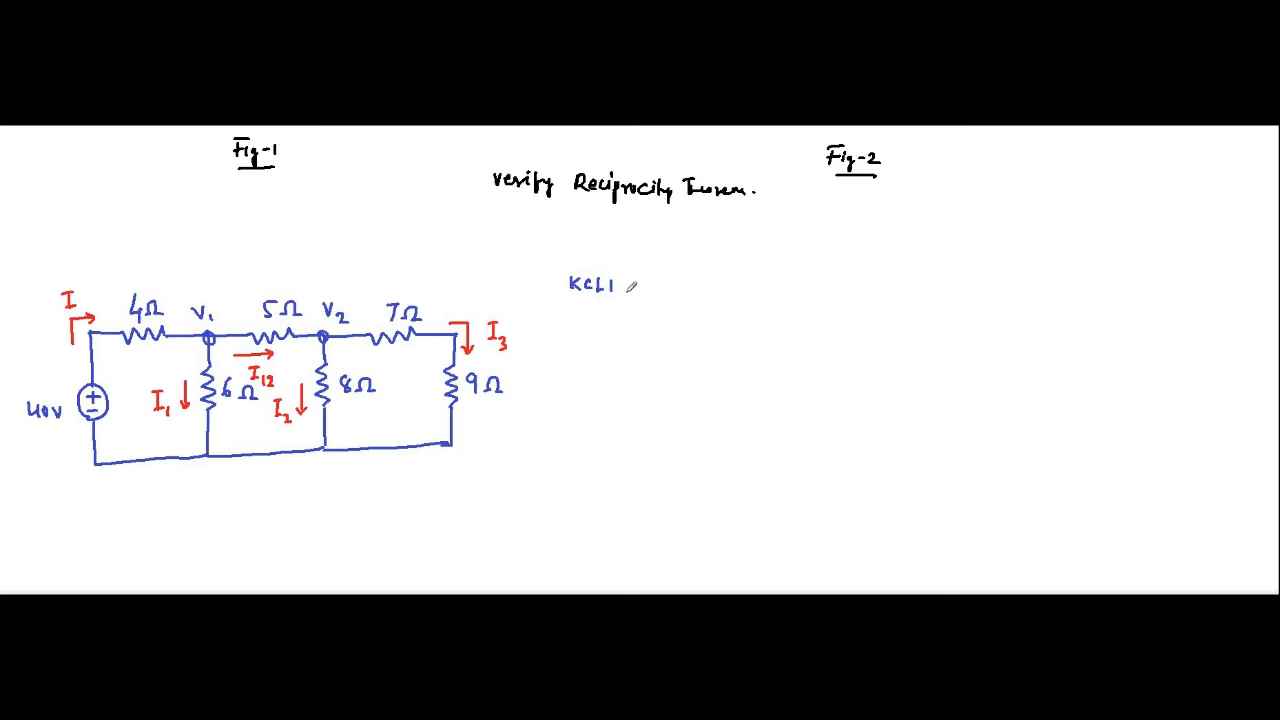 Fig-1
Fig-2
Verify Reciprocity Theorem.
KCL1
I
4Ω
V1
5Ω
V2
7Ω
I3
I12
I1
6Ω
I2
8Ω
9Ω
40V
+
-